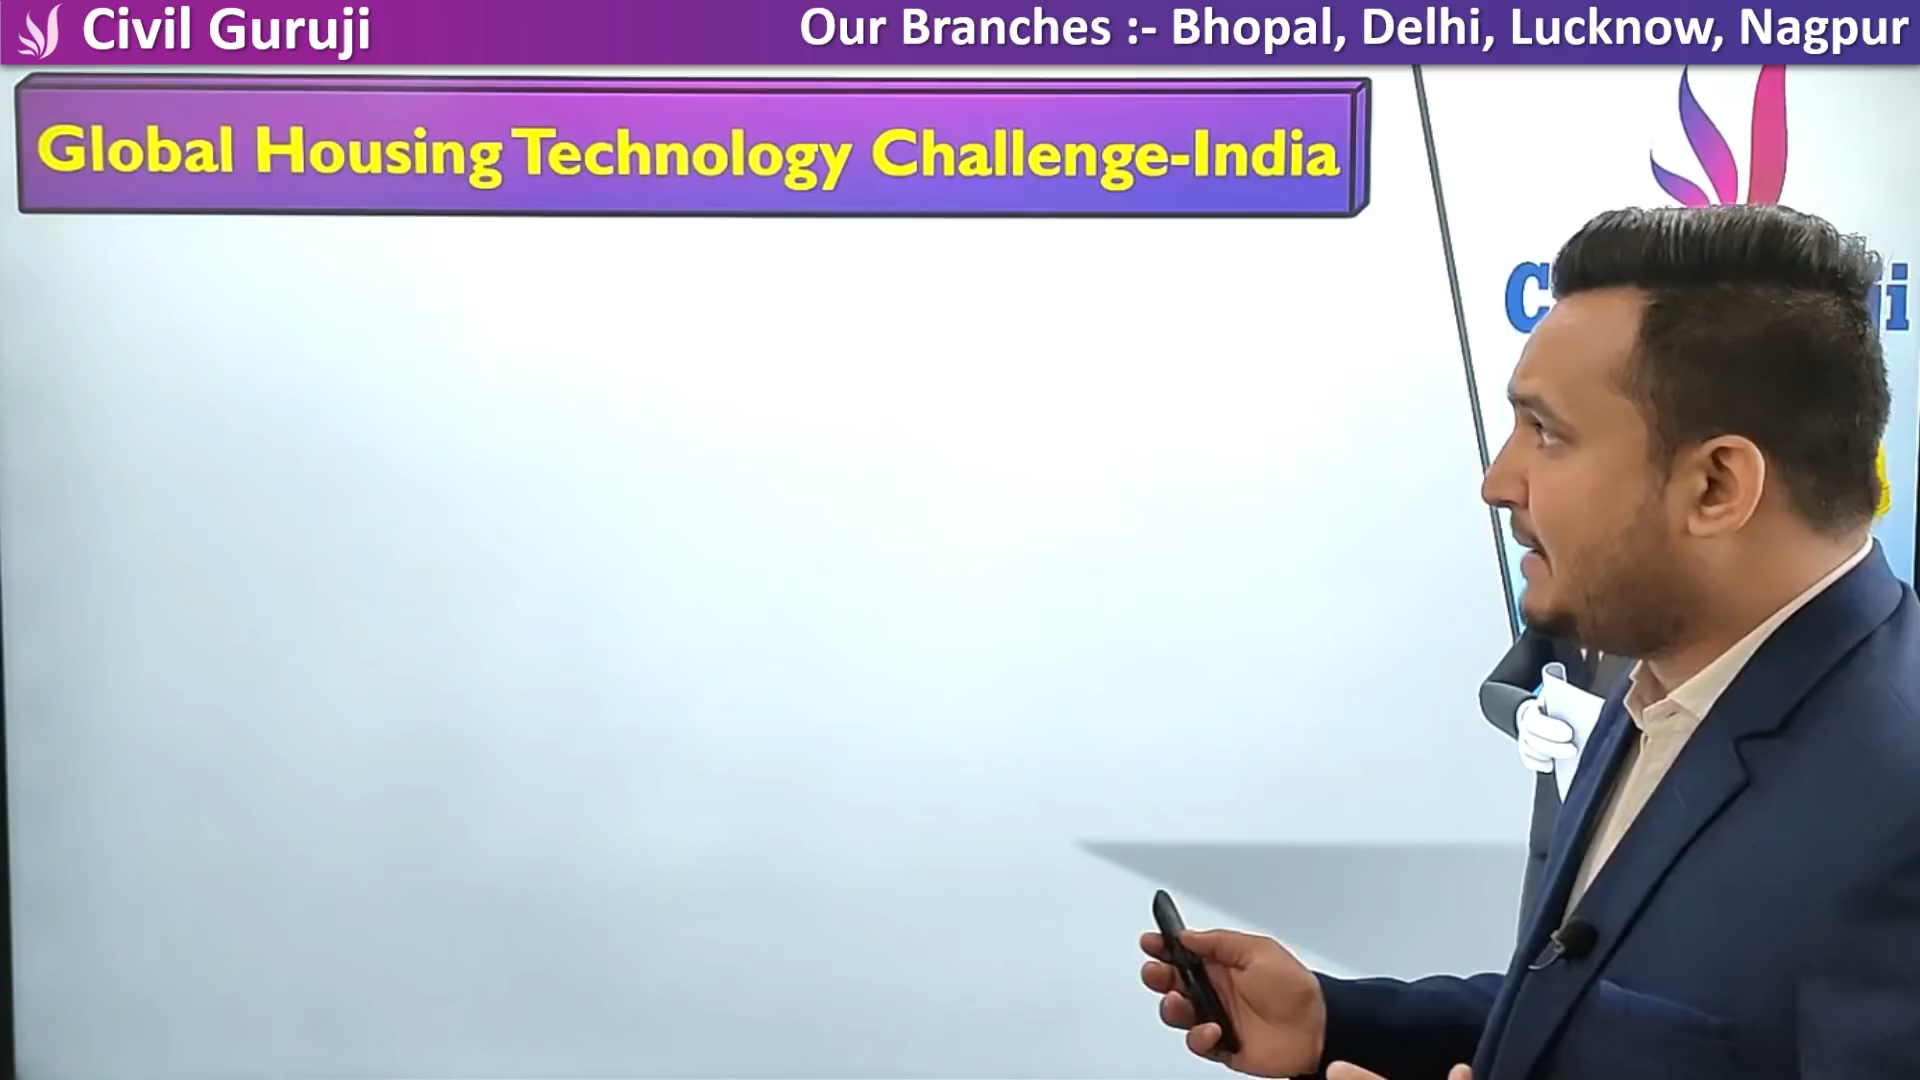 Civil Guruji
Our Branches :- Bhopal, Delhi, Lucknow, Nagpur
Global Housing Technology Challenge-India